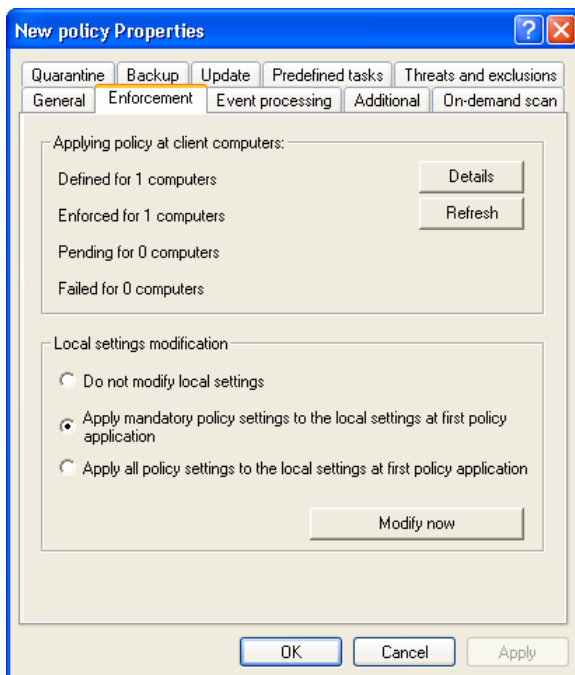 New policy Properties
Quarantine Backup Update Predefined tasks Threats and exclusions
General Enforcement Event processing Additional On-demand scan
Applying policy at client computers:
Defined for 1 computers Details
Enforced for 1 computers Refresh
Pending for 0 computers
Failed for 0 computers
Local settings modification
Do not modify local settings
Apply mandatory policy settings to the local settings at first policy
application
Apply all policy settings to the local settings at first policy application
Modify now
OK Cancel Apply